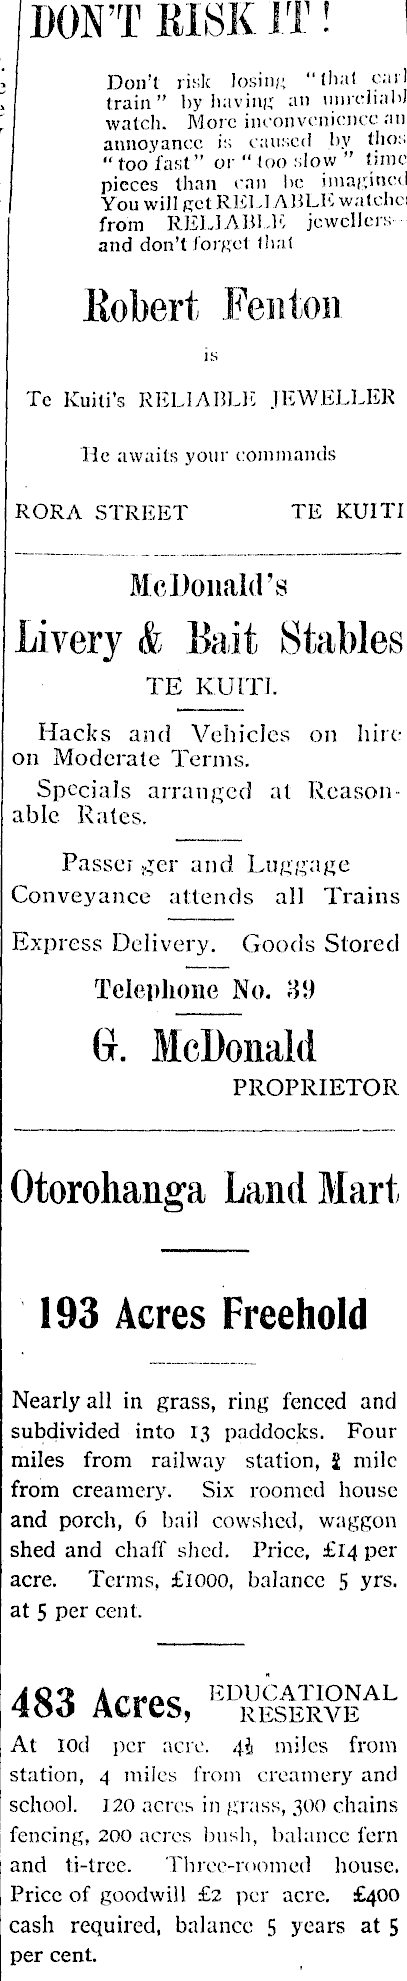 DON'T RISK IT!
Don't risk losing "that earl
train" by having an unreliabl
watch. More inconvenience an
annoyance is caused by thos
"too fast" or "too slow" time
pieces than can be imagined
You will get RELIABLE watche
from RELIABLE jewellers—
and don't forget that
Robert Fenton
is
Te Kuiti's RELIABLE JEWELLER
He awaits your commands
RORA STREET TE KUITI
McDonald's
Livery & Bait Stables
TE KUITI.
Hacks and Vehicles on hire
on Moderate Terms.
Specials arranged at Reason-
able Rates.
Passenger and Luggage
Conveyance attends all Trains
Express Delivery. Goods Stored
Telephone No. 39
G. McDonald
PROPRIETOR
Otorohanga Land Mart
193 Acres Freehold
Nearly all in grass, ring fenced and
subdivided into 13 paddocks. Four
miles from railway station, ¾ mile
from creamery. Six roomed house
and porch, 6 bail cowshed, waggon
shed and chaff shed. Price, £14 per
acre. Terms, £1000, balance 5 yrs.
at 5 per cent.
483 Acres, EDUCATIONAL
RESERVE
At 10d per acre. 4½ miles from
station, 4 miles from creamery and
school. 120 acres in grass, 300 chains
fencing, 200 acres bush, balance fern
and ti-tree. Three-roomed house.
Price of goodwill £2 per acre. £400
cash required, balance 5 years at 5
per cent.